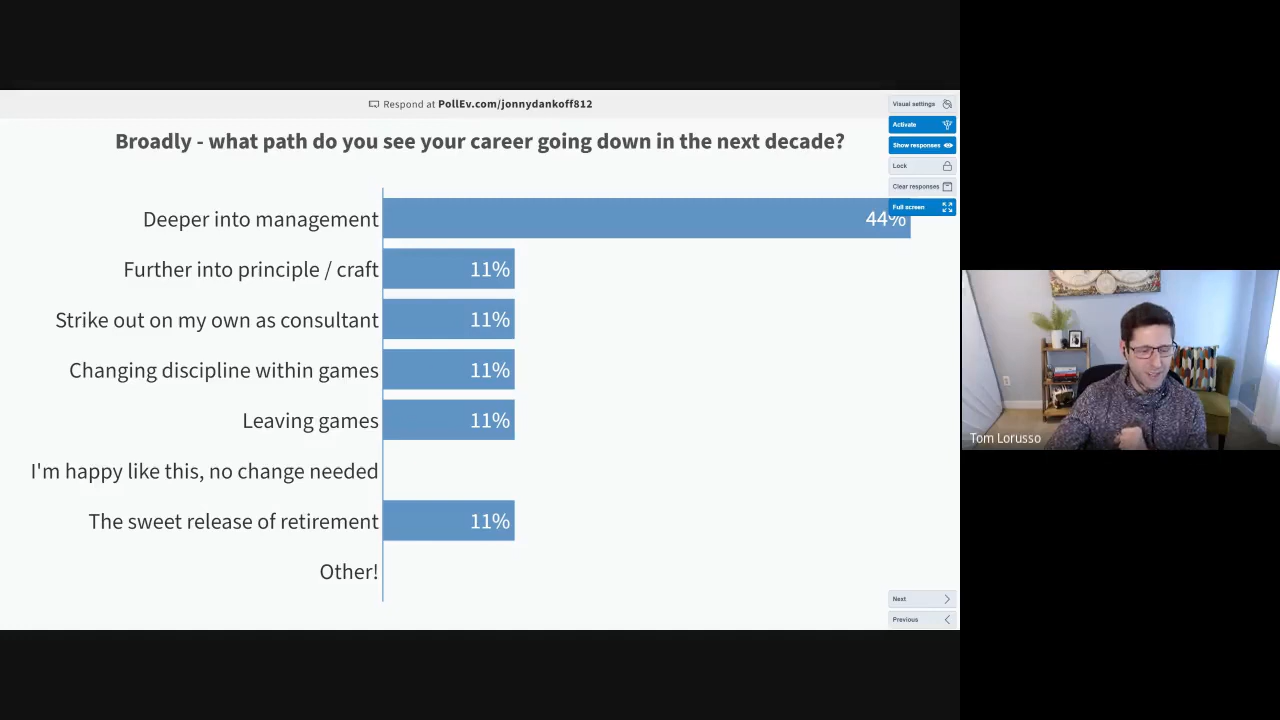 Respond at PollEv.com/jonnydankoff812
Broadly - what path do you see your career going down in the next decade?
Visual settings
Activate
Show responses
Lock
Clear responses
Full screen
Deeper into management 44%
Further into principle / craft 11%
Strike out on my own as consultant 11%
Changing discipline within games 11%
Leaving games 11%
I'm happy like this, no change needed
The sweet release of retirement 11%
Other!
Next
Previous
Tom Lorusso